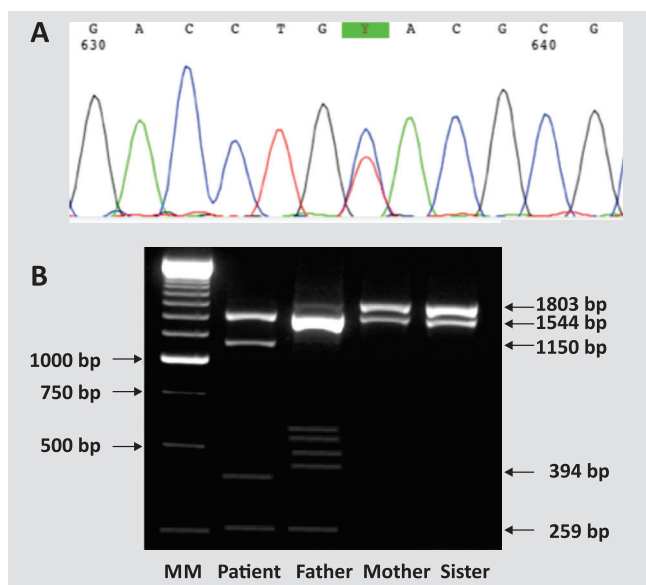 A
G A C C T G Y A C G C G
630 640
B
1803 bp
1544 bp
1150 bp
1000 bp
750 bp
500 bp
394 bp
259 bp
MM Patient Father Mother Sister